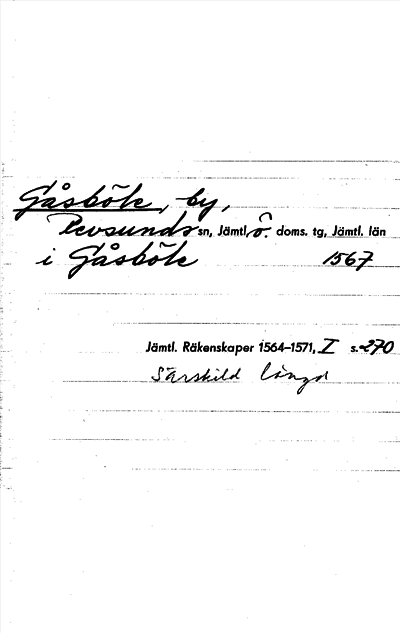 Gåsböle, by,
Revsunds sn, Jämtl, ö. doms. tg, Jämtl. län
i Gåsböle 1567
Jämtl. Räkenskaper 1564–1571, I s. 270
Särskild längd